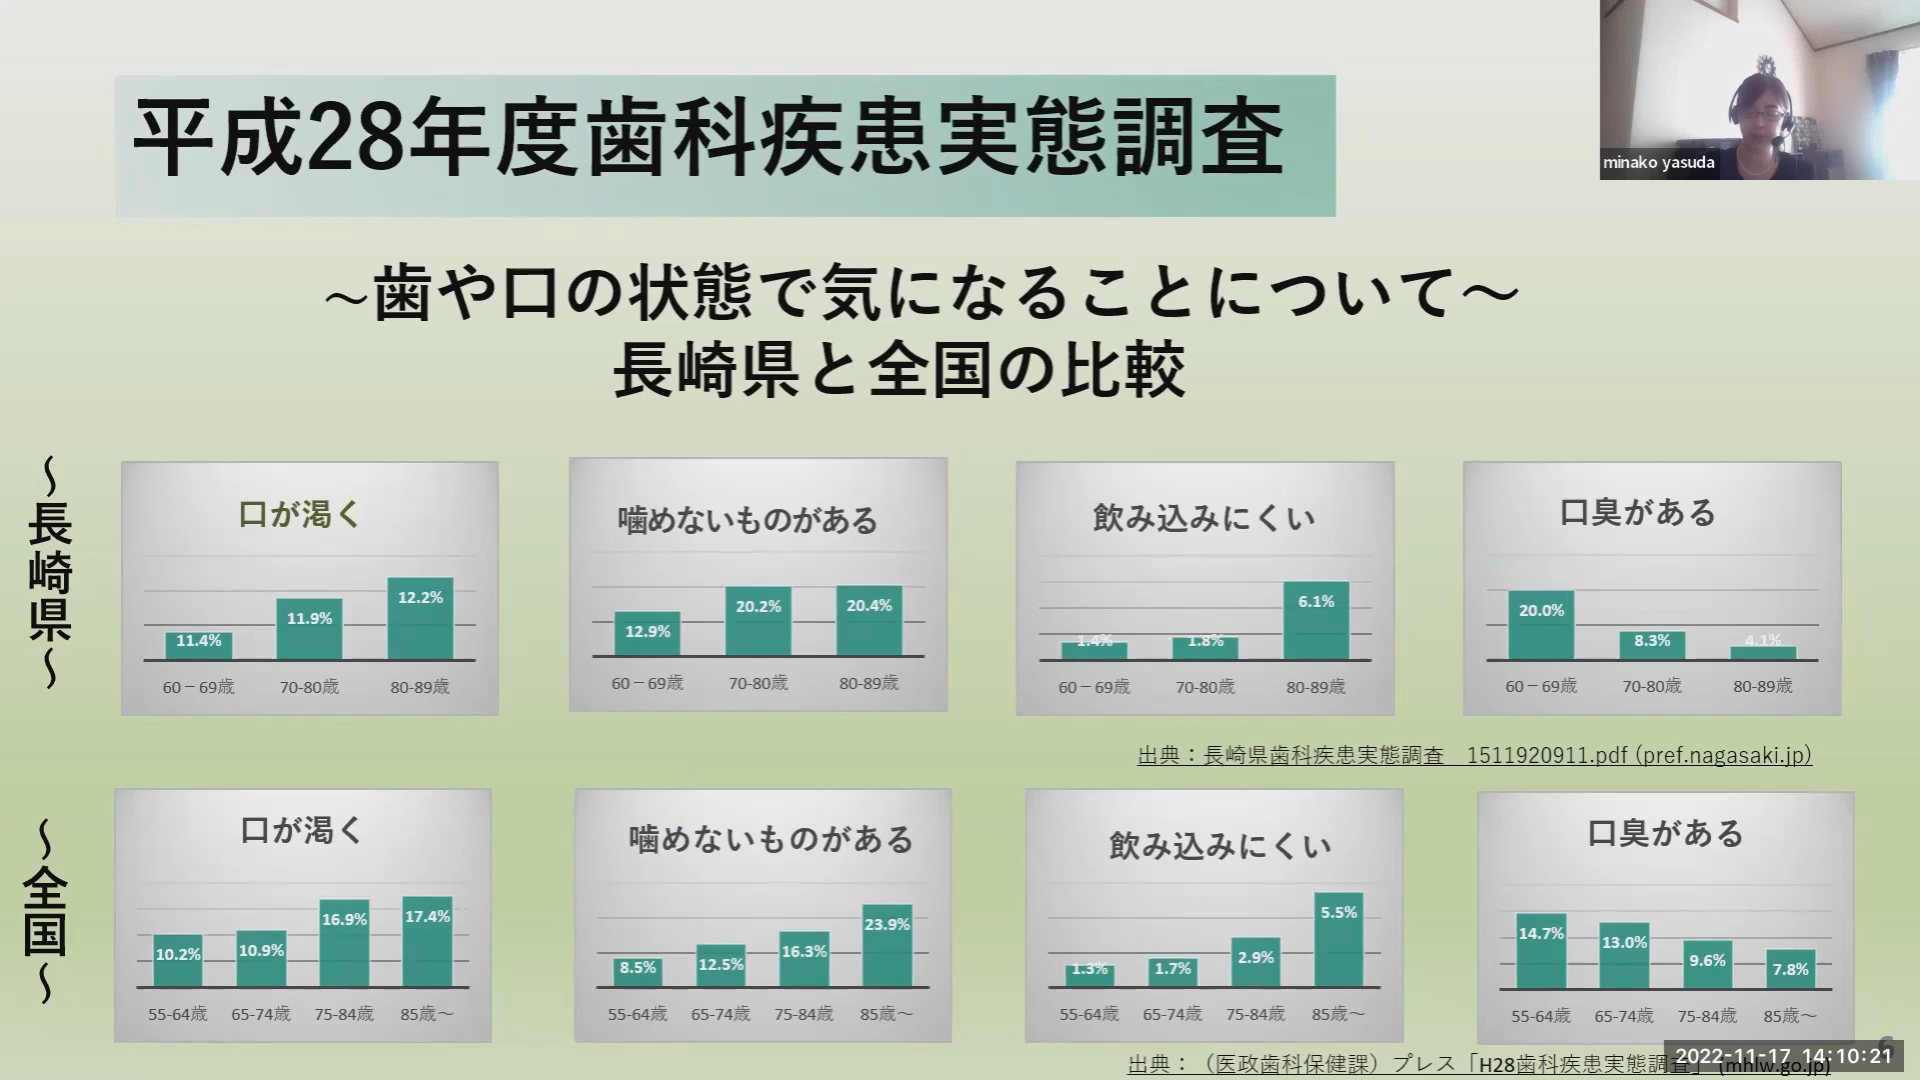 平成28年度歯科疾患実態調査
minako yasuda
～歯や口の状態で気になることについて～
長崎県と全国の比較
～長崎県～
口が渇く
11.4%
11.9%
12.2%
60－69歳
70-80歳
80-89歳
噛めないものがある
12.9%
20.2%
20.4%
60－69歳
70-80歳
80-89歳
飲み込みにくい
1.4%
1.8%
6.1%
60－69歳
70-80歳
80-89歳
口臭がある
20.0%
8.3%
4.1%
60－69歳
70-80歳
80-89歳
出典：長崎県歯科疾患実態調査　1511920911.pdf (pref.nagasaki.jp)
～全国～
口が渇く
10.2%
10.9%
16.9%
17.4%
55-64歳
65-74歳
75-84歳
85歳～
噛めないものがある
8.5%
12.5%
16.3%
23.9%
55-64歳
65-74歳
75-84歳
85歳～
飲み込みにくい
1.3%
1.7%
2.9%
5.5%
55-64歳
65-74歳
75-84歳
85歳～
口臭がある
14.7%
13.0%
9.6%
7.8%
55-64歳
65-74歳
75-84歳
85歳～
出典：（医政歯科保健課）プレス「H28歯科疾患実態調査」 (mhlw.go.jp)
6
2022-11-17 14:10:21